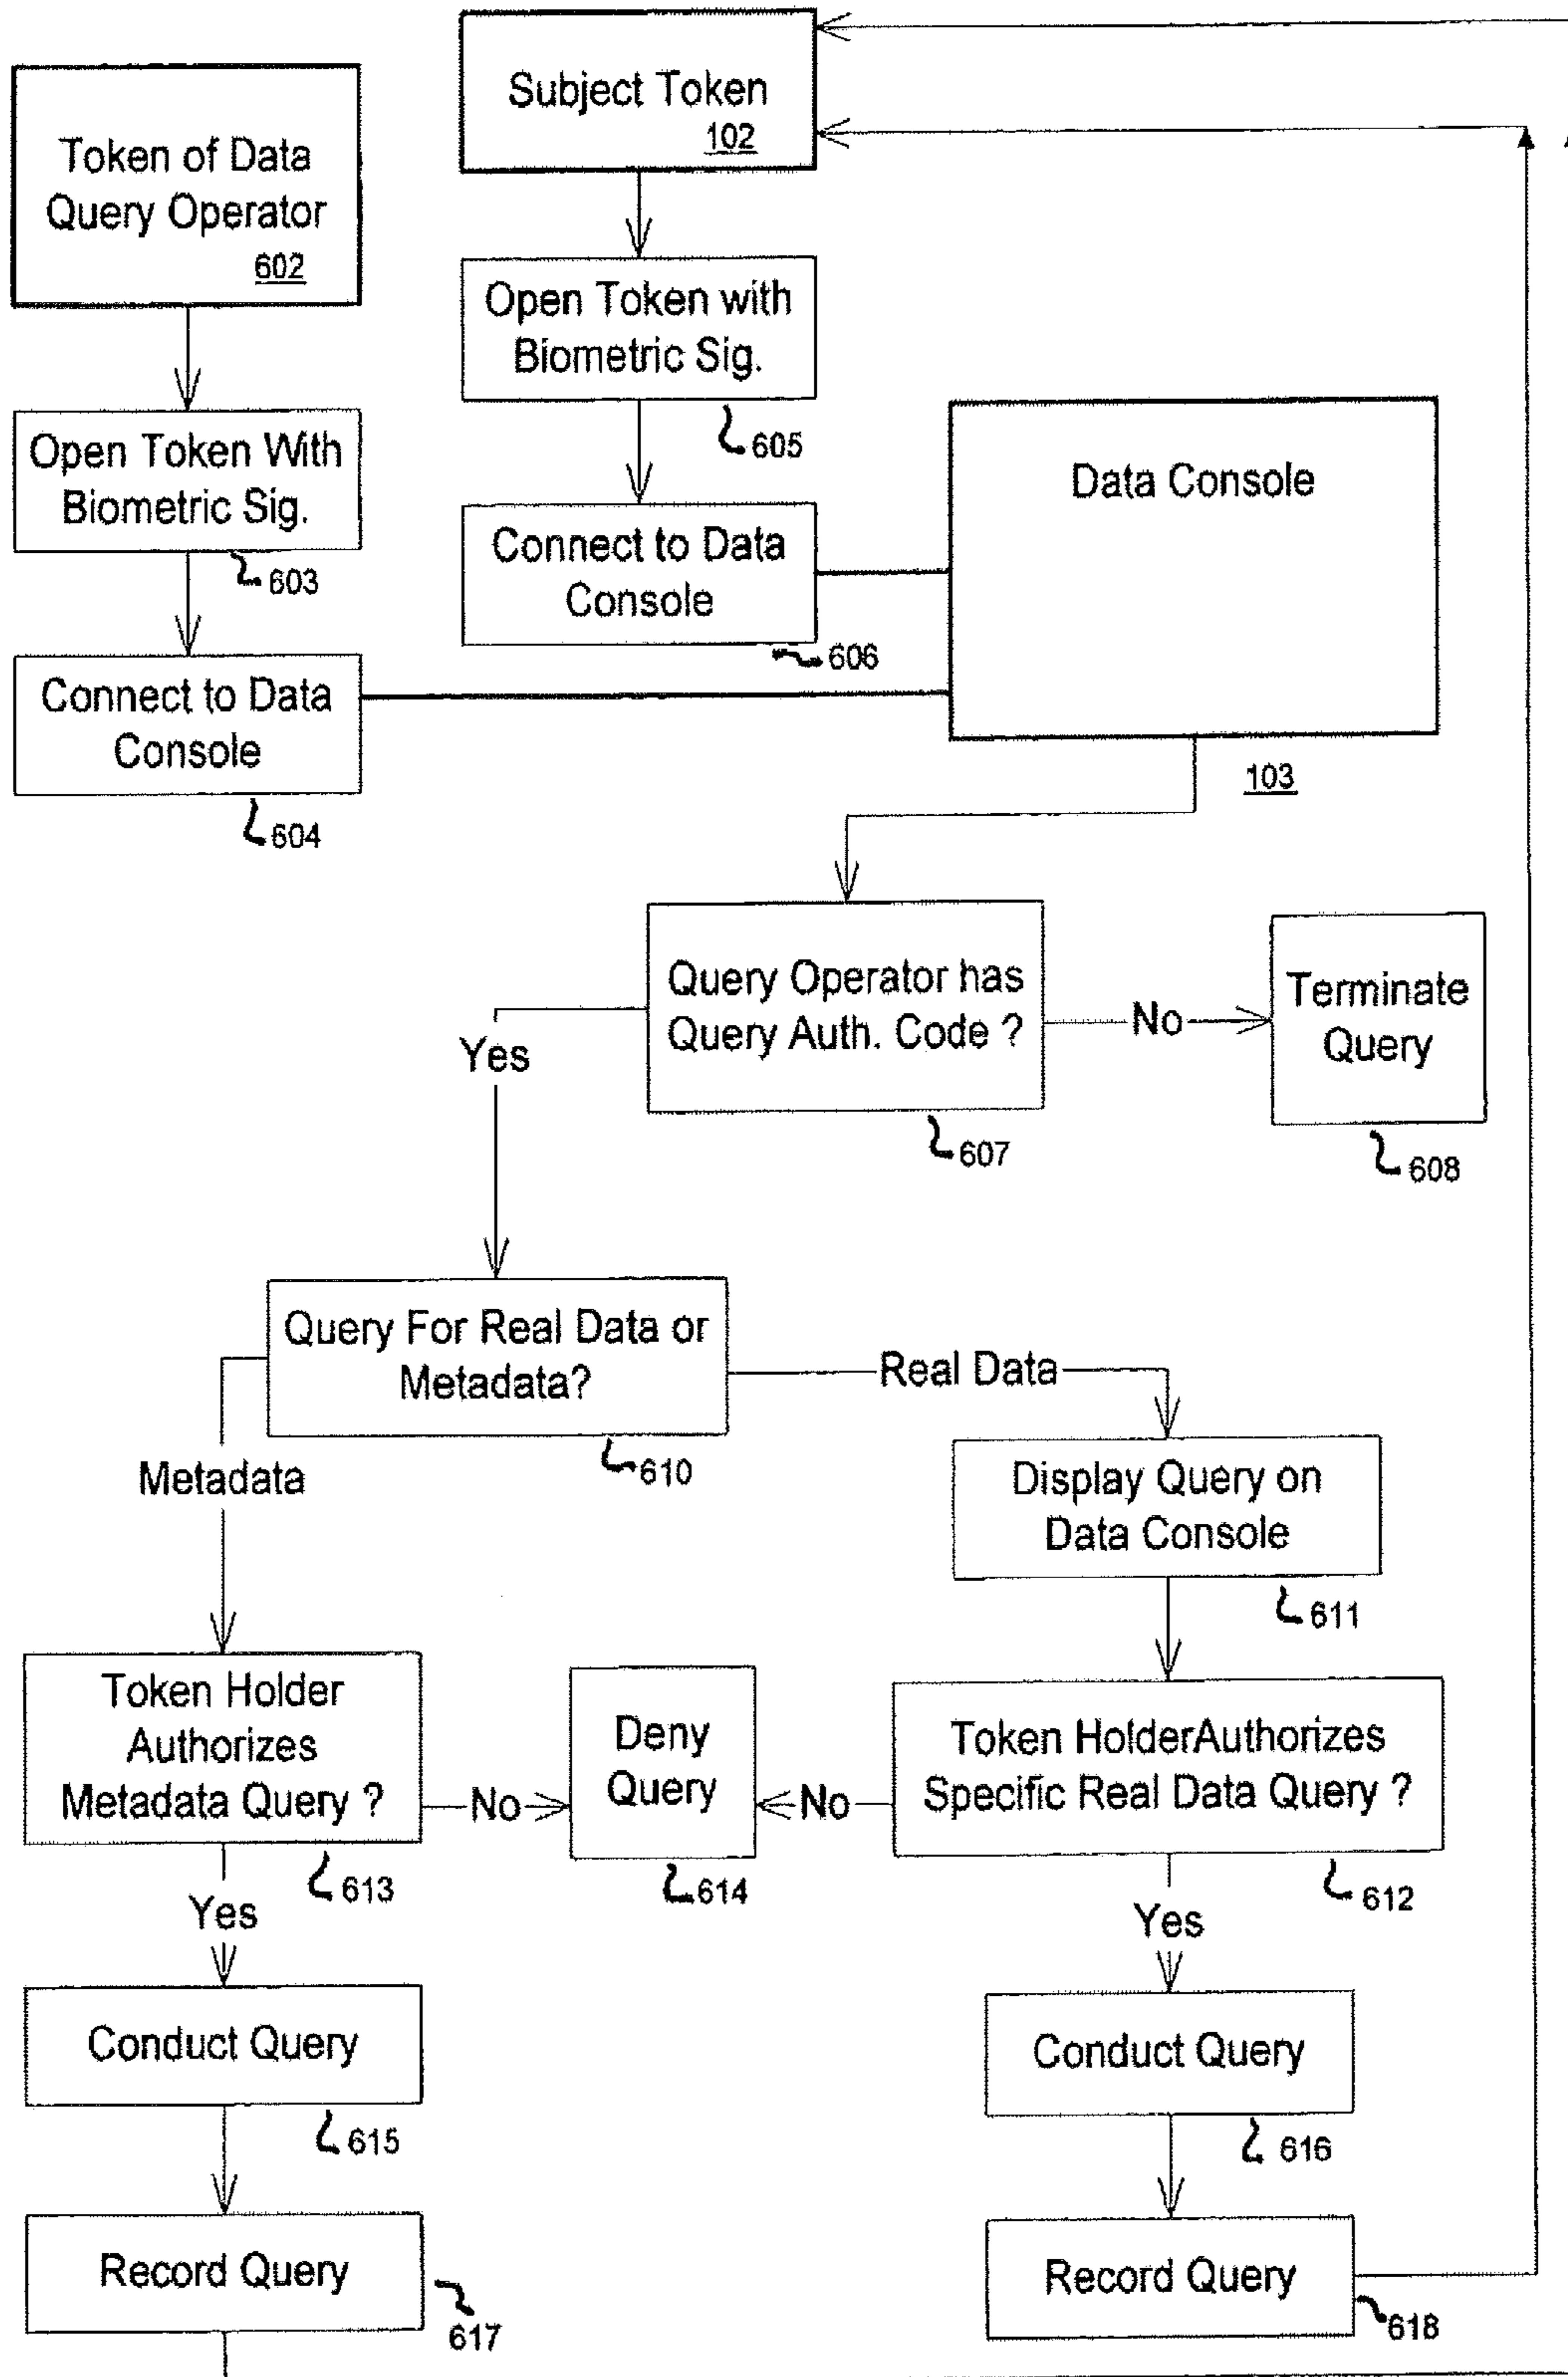 Subject Token
102
Token of Data
Query Operator
602
Open Token with
Biometric Sig.
605
Open Token With
Biometric Sig.
603
Data Console
103
Connect to Data
Console
606
Connect to Data
Console
604
Query Operator has
Query Auth. Code ?
607
No
Terminate
Query
608
Yes
Query For Real Data or
Metadata?
610
Real Data
Metadata
Display Query on
Data Console
611
Token Holder
Authorizes
Metadata Query ?
613
No
Deny
Query
614
No
Token HolderAuthorizes
Specific Real Data Query ?
612
Yes
Yes
Conduct Query
615
Conduct Query
616
Record Query
617
Record Query
618